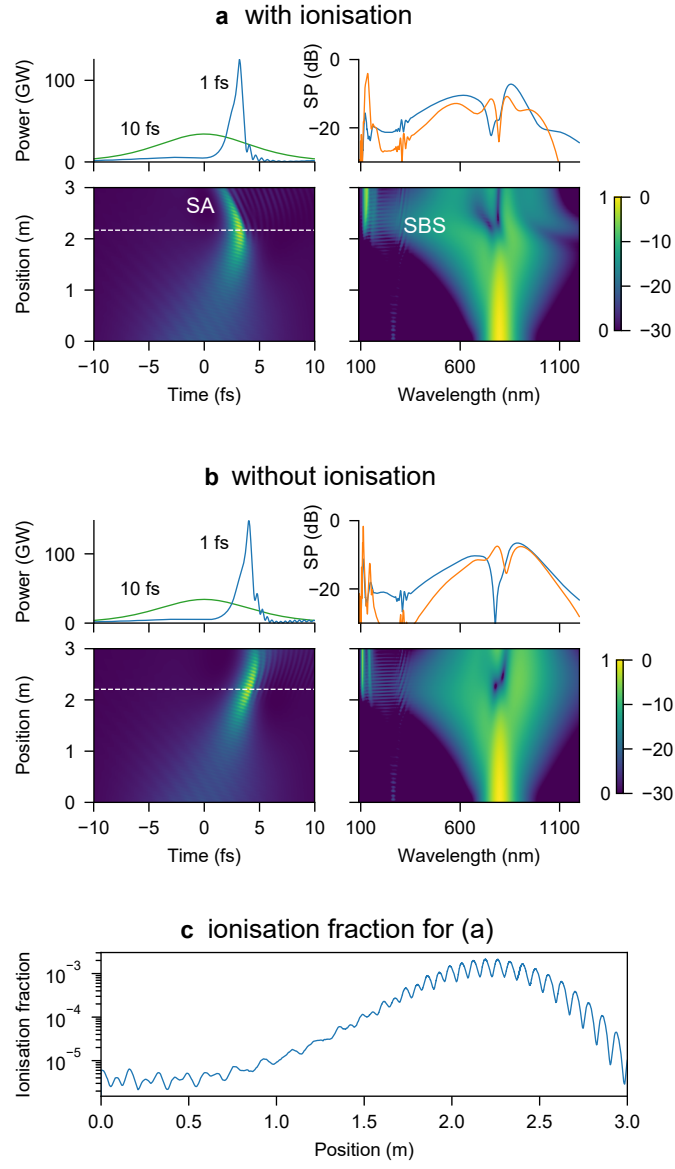 a with ionisation
Power (GW)
100
0
10 fs
1 fs
SP (dB)
0
−20
Position (m)
3
2
1
0
SA
−10 −5 0 5 10
Time (fs)
SBS
100 600 1100
Wavelength (nm)
1 0
−10
−20
0 −30
b without ionisation
Power (GW)
100
0
10 fs
1 fs
SP (dB)
0
−20
Position (m)
3
2
1
0
−10 −5 0 5 10
Time (fs)
100 600 1100
Wavelength (nm)
1 0
−10
−20
0 −30
c ionisation fraction for (a)
Ionisation fraction
10⁻³
10⁻⁴
10⁻⁵
0.0 0.5 1.0 1.5 2.0 2.5 3.0
Position (m)